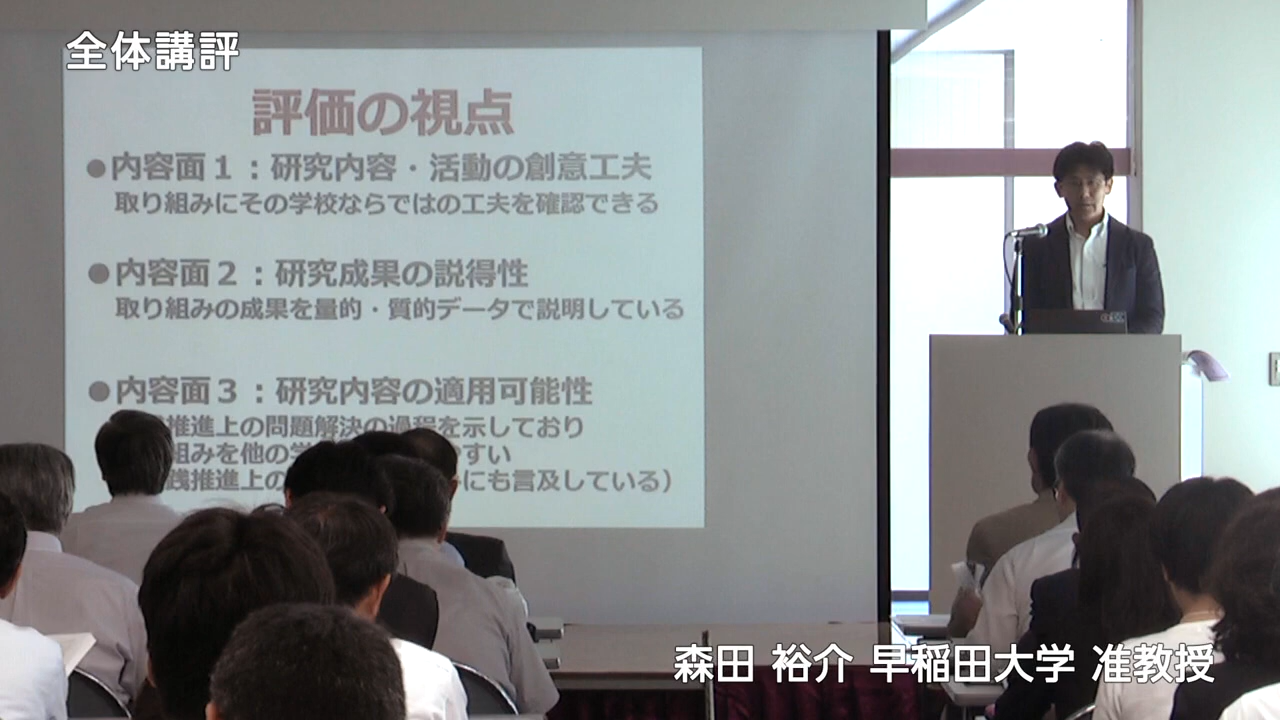 全体講評
評価の視点
●内容面１：研究内容・活動の創意工夫
取り組みにその学校ならではの工夫を確認できる
●内容面２：研究成果の説得性
取り組みの成果を量的・質的データで説明している
●内容面３：研究内容の適用可能性
推進上の問題解決の過程を示しており
組みを他の学 すい
践推進上の にも言及している）
森田 裕介 早稲田大学 准教授